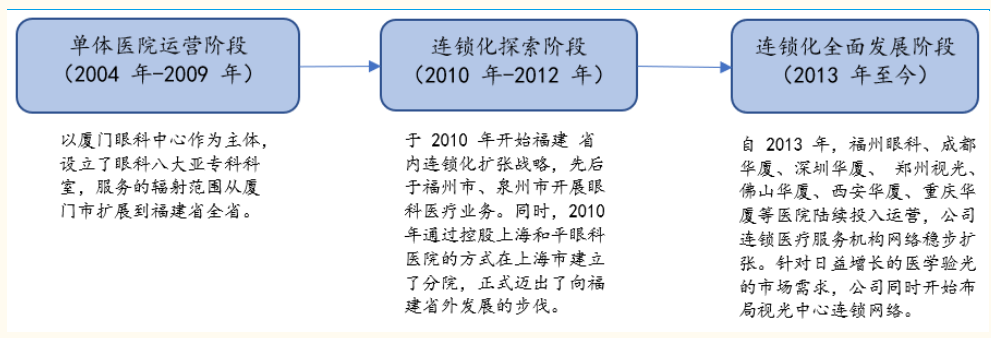 单体医院运营阶段
（2004 年-2009 年）
以厦门眼科中心作为主体，
设立了眼科八大亚专科科
室，服务的辐射范围从厦
门市扩展到福建省全省。
连锁化探索阶段
（2010 年-2012 年）
于 2010 年开始福建 省
内连锁化扩张战略，先后
于福州市、泉州市开展眼
科医疗业务。同时，2010
年通过控股上海和平眼科
医院的方式在上海市建立
了分院，正式迈出了向福
建省外发展的步伐。
连锁化全面发展阶段
（2013 年至今）
自 2013 年，福州眼科、成都
华厦、深圳华厦、 郑州视光、
佛山华厦、西安华厦、重庆华
厦等医院陆续投入运营，公司
连锁医疗服务机构网络稳步扩
张。针对日益增长的医学验光
的市场需求，公司同时开始布
局视光中心连锁网络。